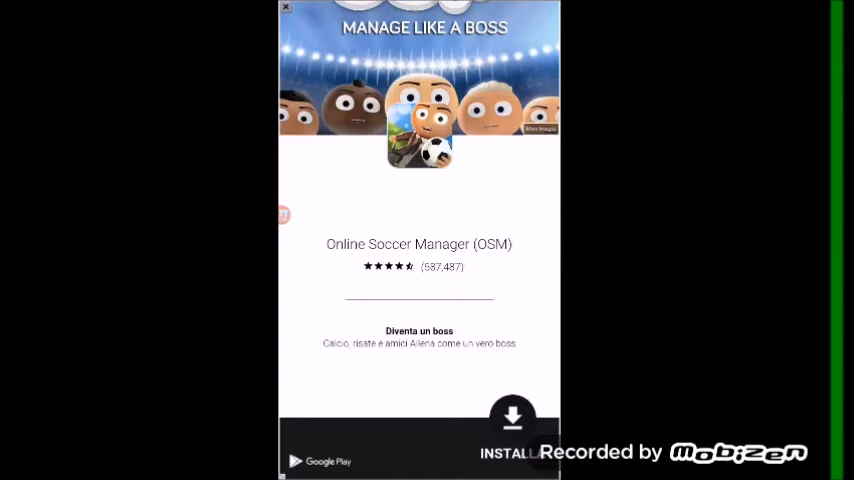 MANAGE LIKE A BOSS
Online Soccer Manager (OSM)
(587,487)
Diventa un boss
Calcio, risate e amici Allena come un vero boss
INSTALLA
Google Play
Recorded by Mobizen